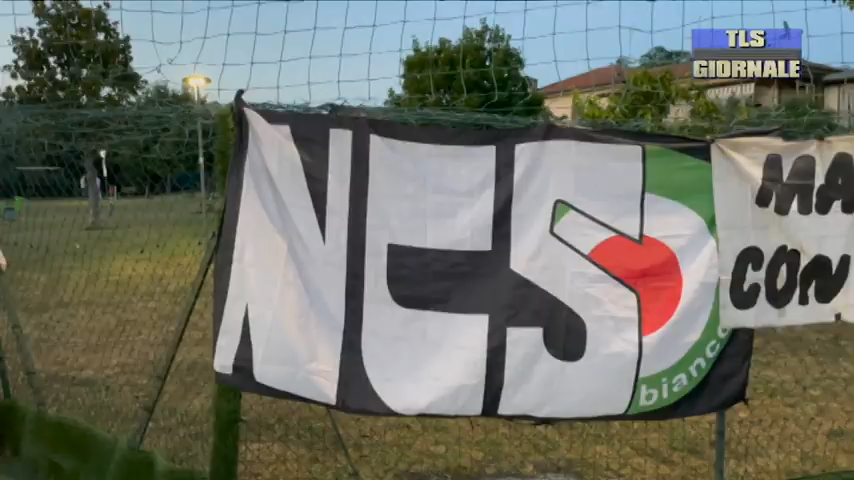 TLS
GIORNALE
NES
bianco
MA
CON